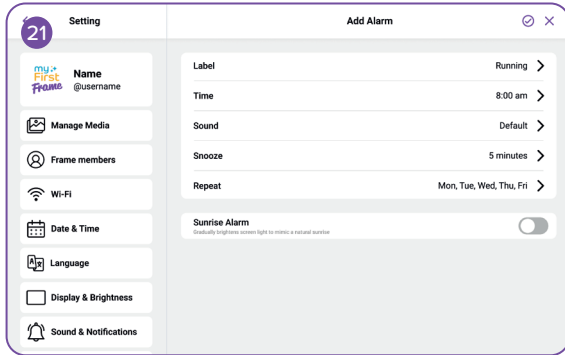 21
Setting
Add Alarm
my
First
Frame
Name
@username
Manage Media
Frame members
Wi-Fi
Date & Time
Language
Display & Brightness
Sound & Notifications
Label Running
Time 8:00 am
Sound Default
Snooze 5 minutes
Repeat Mon, Tue, Wed, Thu, Fri
Sunrise Alarm
Gradually brightens screen light to mimic a natural sunrise